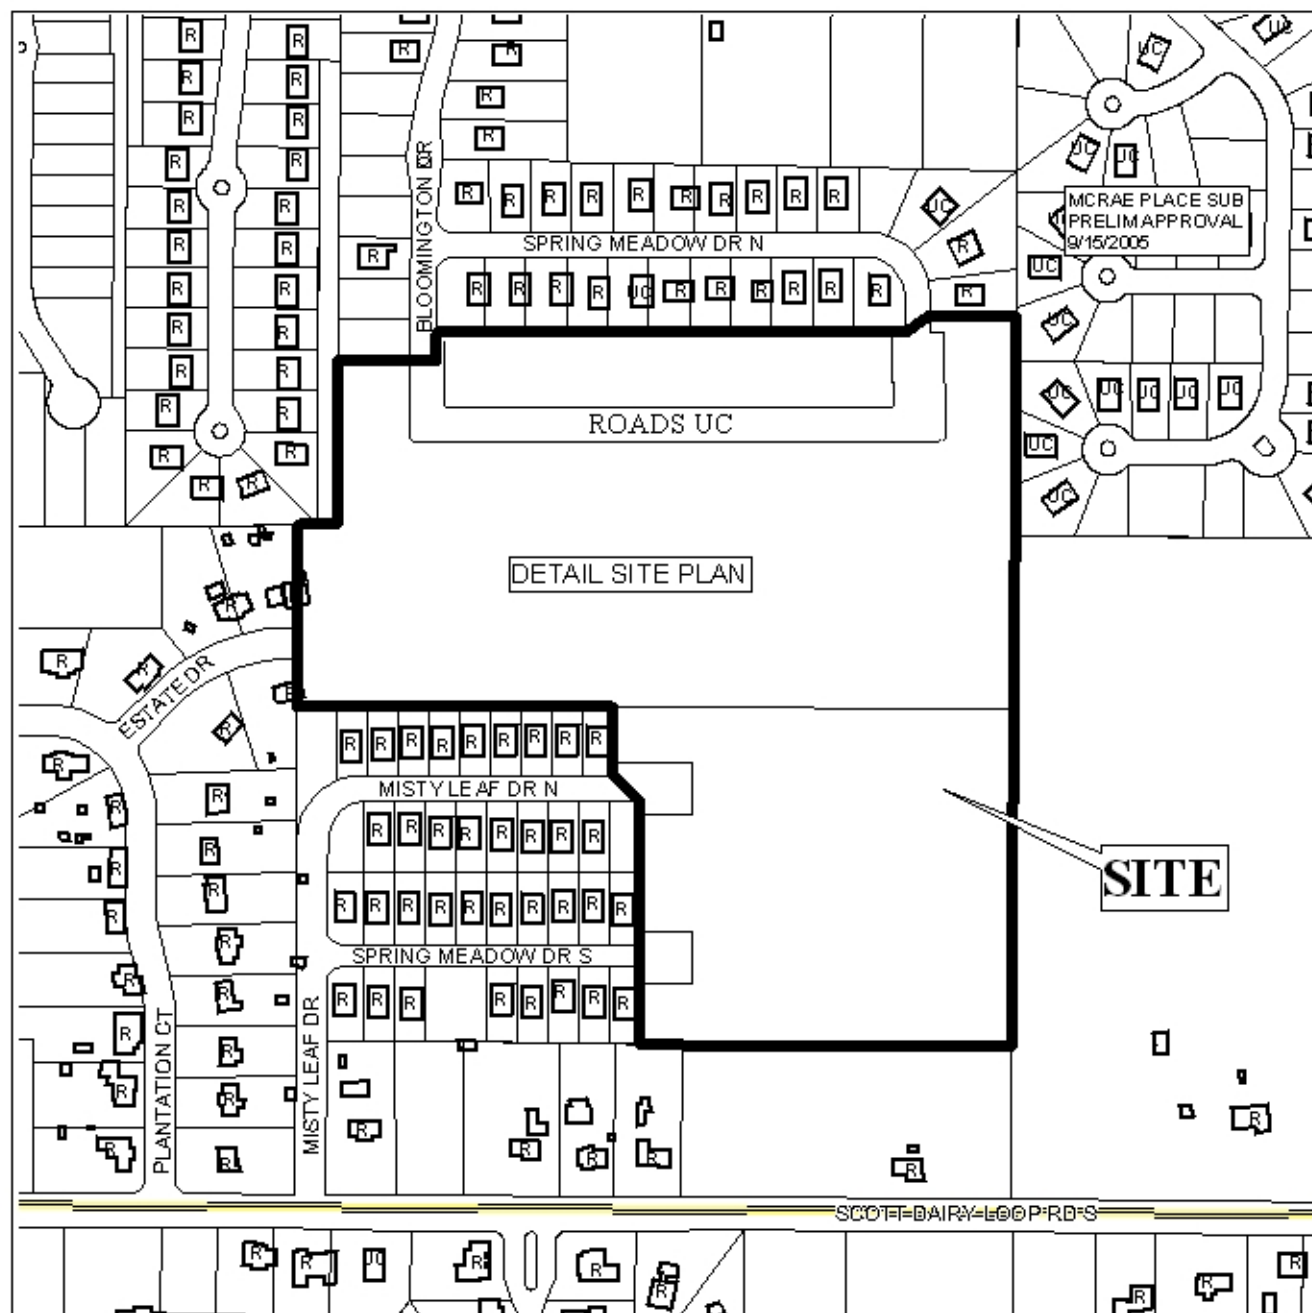 BLOOMINGTON DR
SPRING MEADOW DR N
MCRAE PLACE SUB
PRELIM APPROVAL
9/15/2005
ROADS UC
DETAIL SITE PLAN
ESTATE DR
MISTY LEAF DR N
SITE
SPRING MEADOW DR S
PLANTATION CT
MISTY LEAF DR
SCOTT DAIRY LOOP RD S